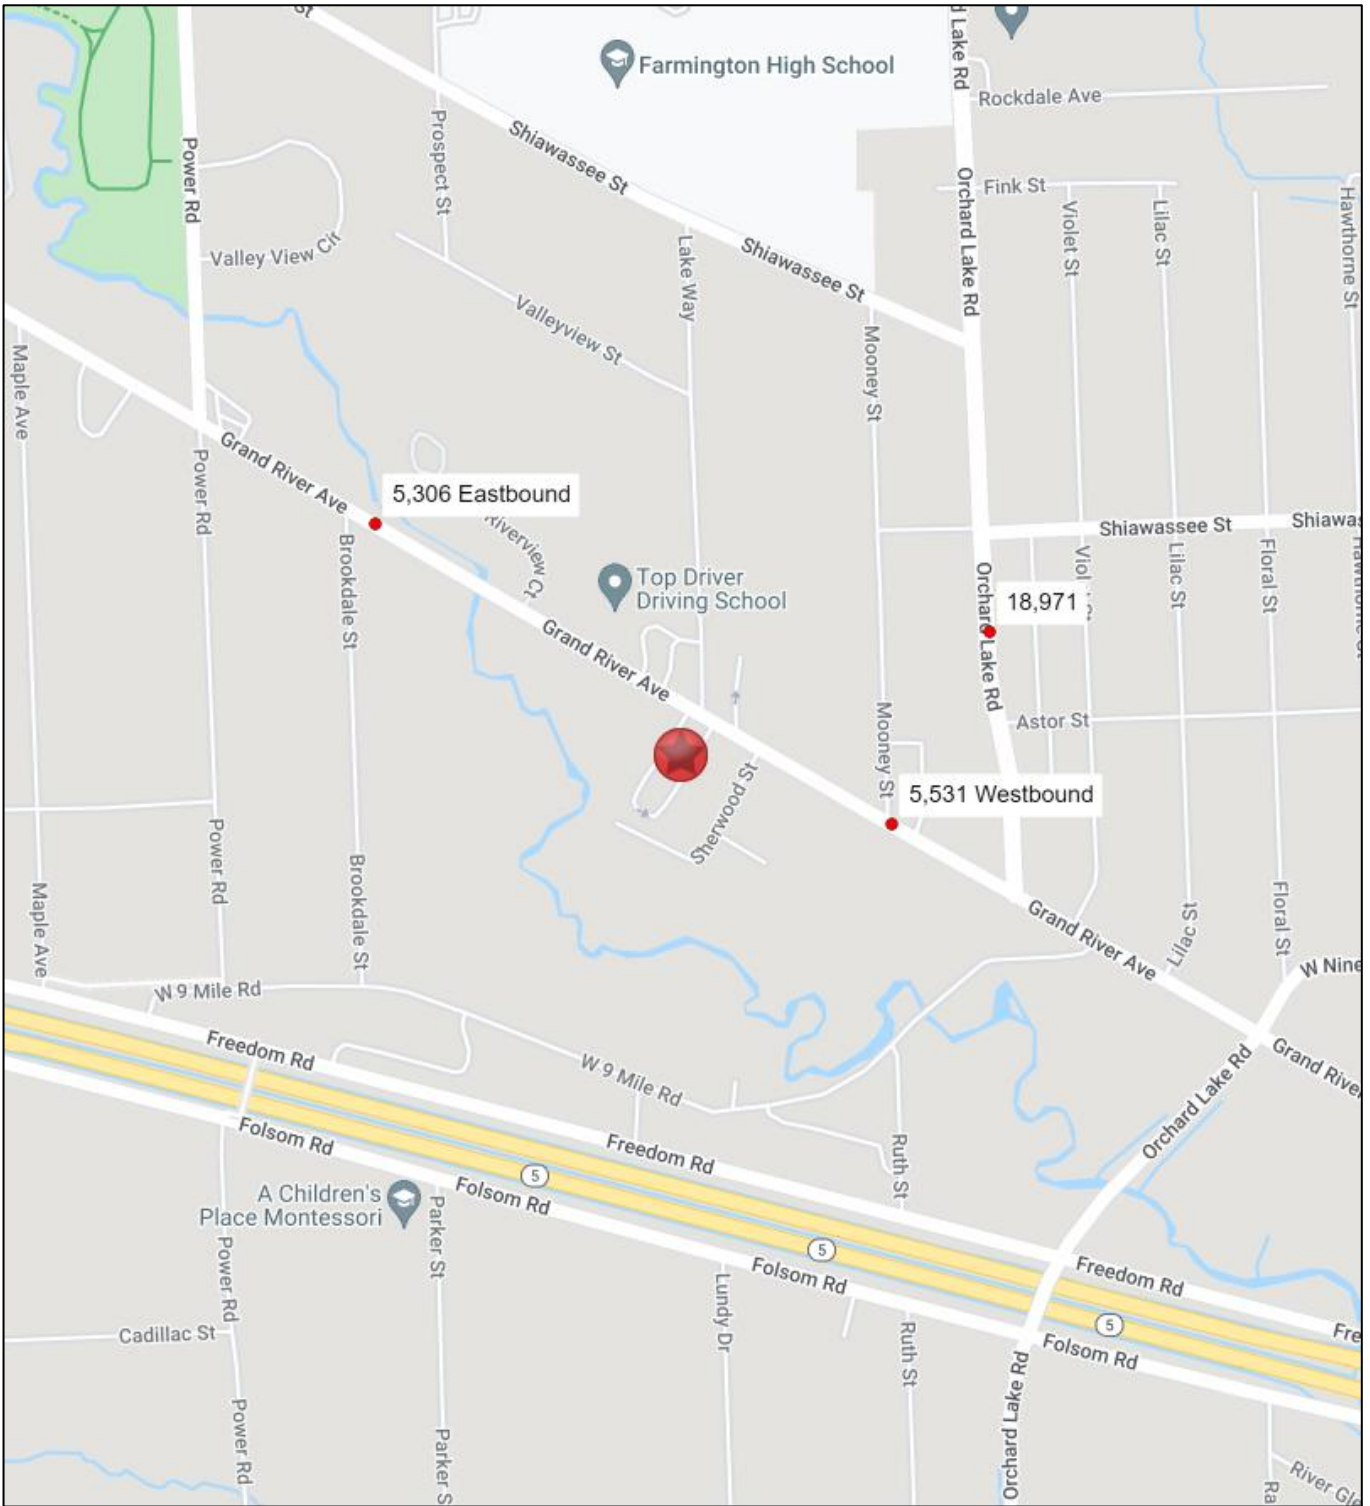 St
d Lake Rd
Farmington High School
Rockdale Ave
Prospect St
Shiawassee St
Power Rd
Orchard Lake Rd
Fink St
Violet St
Lilac St
Hawthorne St
Valley View Cir
Lake Way
Shiawassee St
Valleyview St
Mooney St
Maple Ave
Grand River Ave
Power Rd
5,306 Eastbound
Riverview Ct
Brookdale St
Shiawassee St
Shiawas
Lilac St
Floral St
Top Driver
Driving School
Orchard Lake Rd
18,971
Grand River Ave
Mooney St
Astor St
5,531 Westbound
Sherwood St
Power Rd
Brookdale St
Maple Ave
Grand River Ave
Lilac St
Floral St
W Nine
W 9 Mile Rd
Freedom Rd
W 9 Mile Rd
Orchard Lake Rd
Grand River
Folsom Rd
Freedom Rd
Ruth St
5
A Children's
Place Montessori
Folsom Rd
Parker St
Power Rd
5
Folsom Rd
Freedom Rd
Lundy Dr
Cadillac St
5
Fre
Folsom Rd
Ruth St
Orchard Lake Rd
Power Rd
Parker S
River Gl
Ra